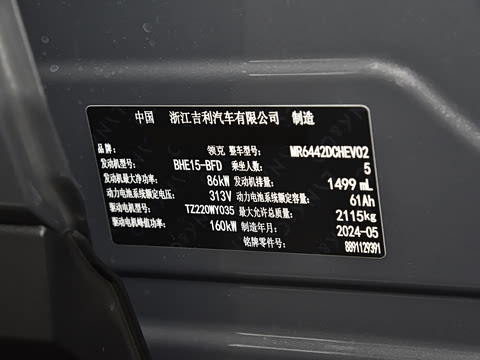 中国 浙江吉利汽车有限公司 制造
品牌: 领克 整车型号: MR6442DCHEV02
发动机型号: BHE15-BFD 乘坐人数: 5
发动机最大净功率: 86kW 发动机排量: 1499 mL
动力电池系统额定电压: 313V 动力电池系统额定容量: 61Ah
驱动电机型号: TZ220WY035 最大允许总质量: 2115kg
驱动电机峰值功率: 160kW 制造年月: 2024-05
铭牌零件号: 8891129391